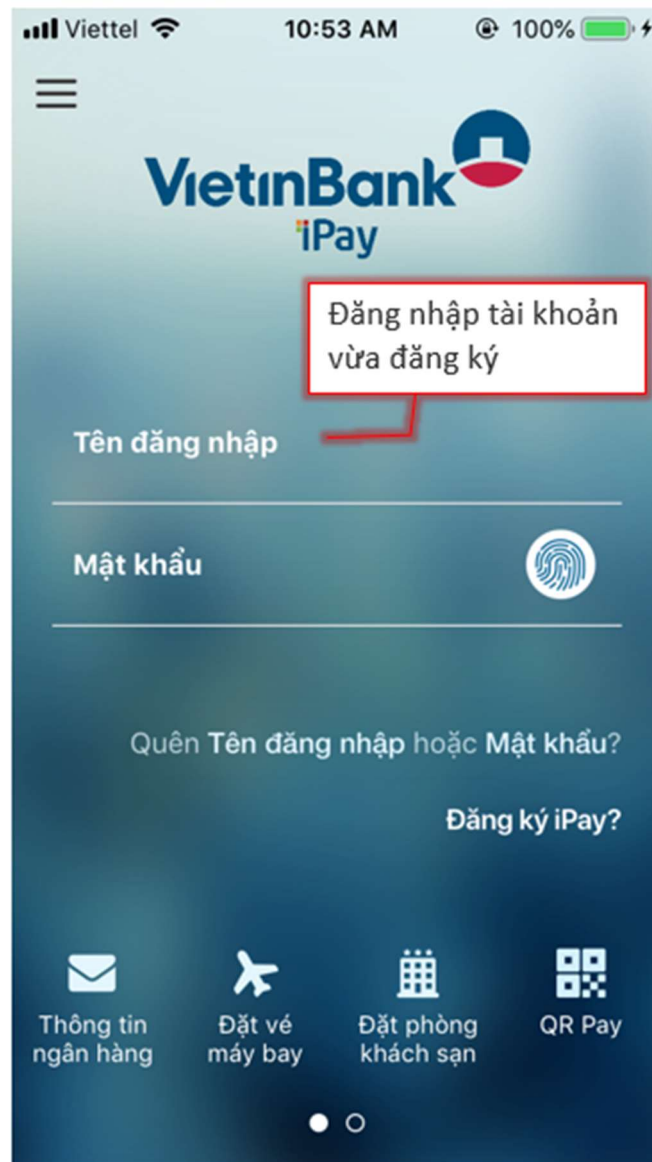 Viettel 10:53 AM 100%
VietinBank
iPay
Đăng nhập tài khoản
vừa đăng ký
Tên đăng nhập
Mật khẩu
Quên Tên đăng nhập hoặc Mật khẩu?
Đăng ký iPay?
Thông tin
ngân hàng
Đặt vé
máy bay
Đặt phòng
khách sạn
QR Pay